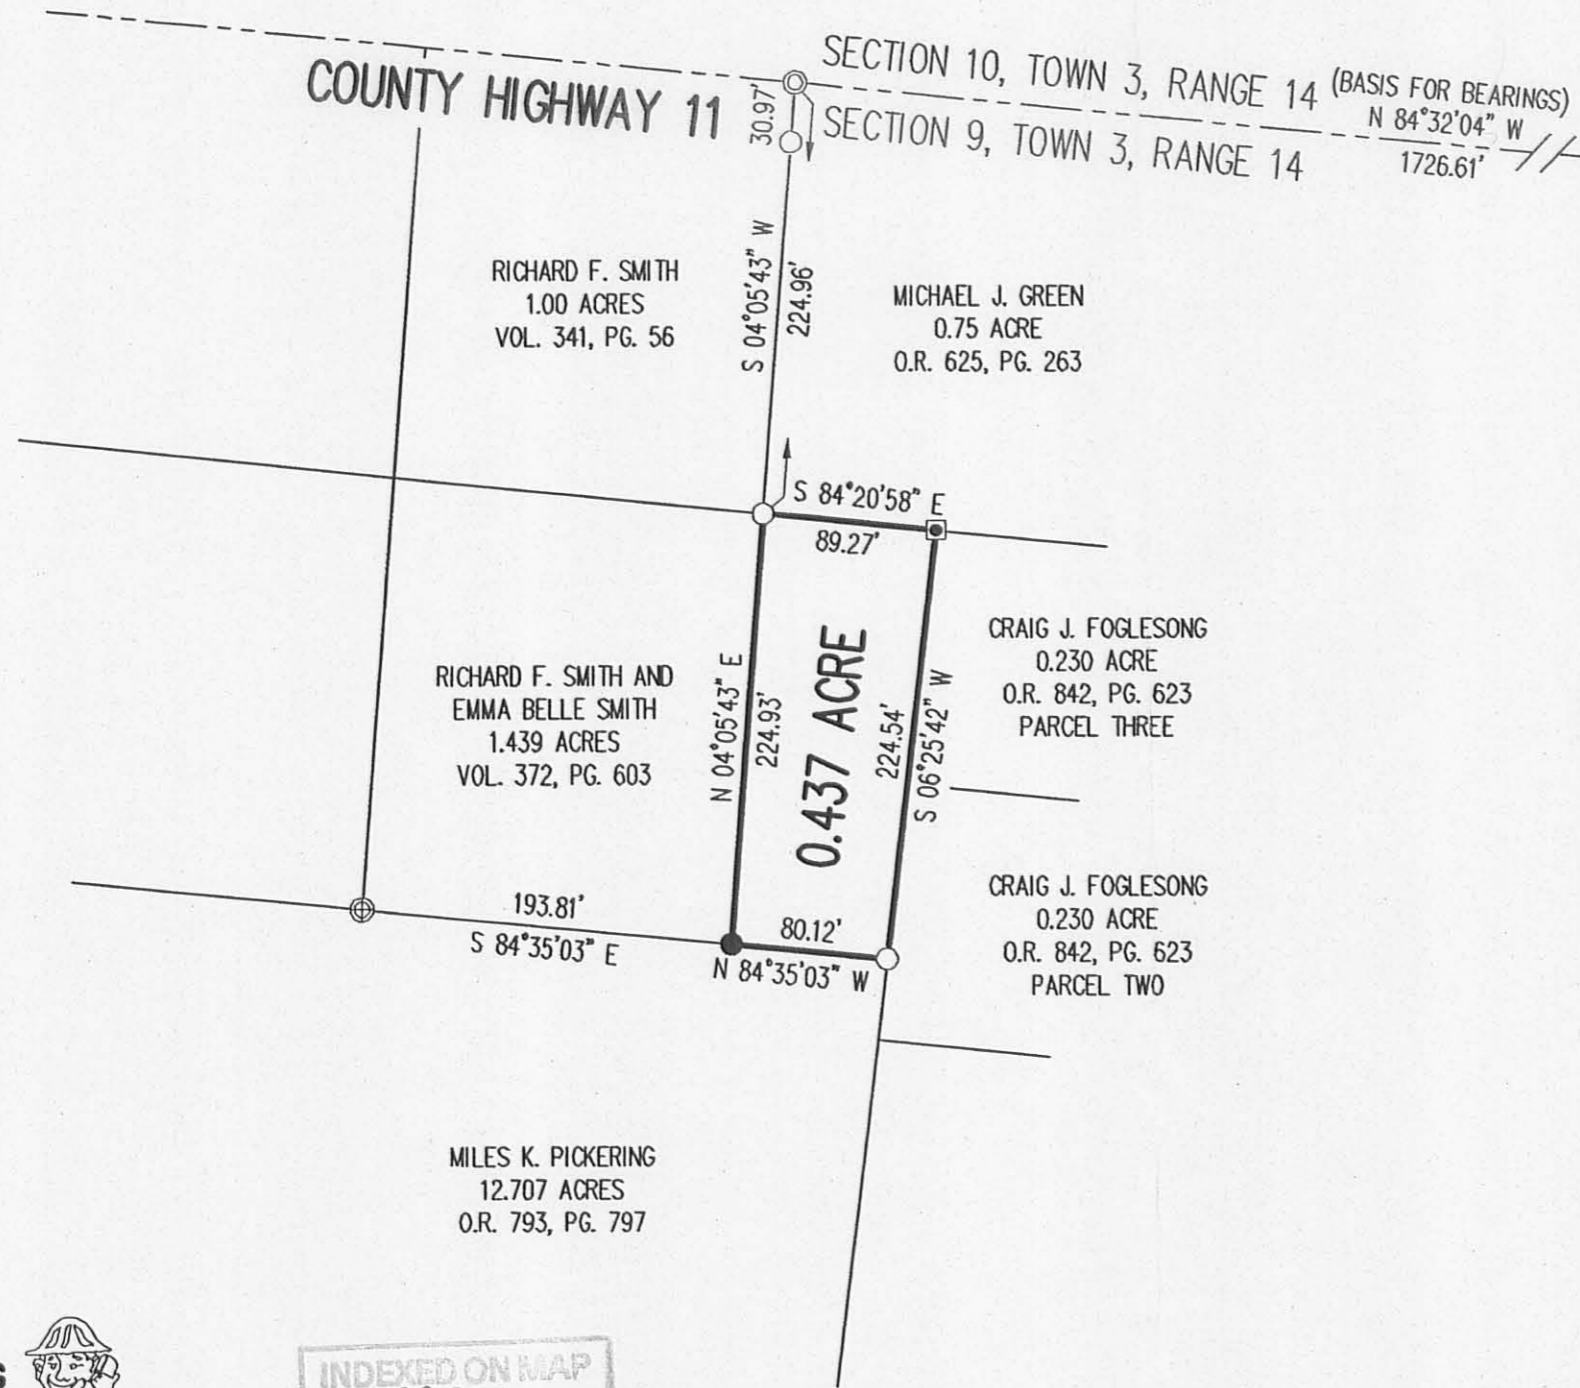 SECTION 10, TOWN 3, RANGE 14
(BASIS FOR BEARINGS)
N 84°32'04" W
1726.61'
COUNTY HIGHWAY 11
30.97'
SECTION 9, TOWN 3, RANGE 14
S 04°05'43" W
224.96'
RICHARD F. SMITH
1.00 ACRES
VOL. 341, PG. 56
MICHAEL J. GREEN
0.75 ACRE
O.R. 625, PG. 263
S 84°20'58" E
89.27'
RICHARD F. SMITH AND
EMMA BELLE SMITH
1.439 ACRES
VOL. 372, PG. 603
N 04°05'43" E
224.93'
0.437 ACRE
224.54'
S 06°25'42" W
CRAIG J. FOGLESONG
0.230 ACRE
O.R. 842, PG. 623
PARCEL THREE
CRAIG J. FOGLESONG
0.230 ACRE
O.R. 842, PG. 623
PARCEL TWO
193.81'
S 84°35'03" E
80.12'
N 84°35'03" W
MILES K. PICKERING
12.707 ACRES
O.R. 793, PG. 797
INDEXED ON MAP